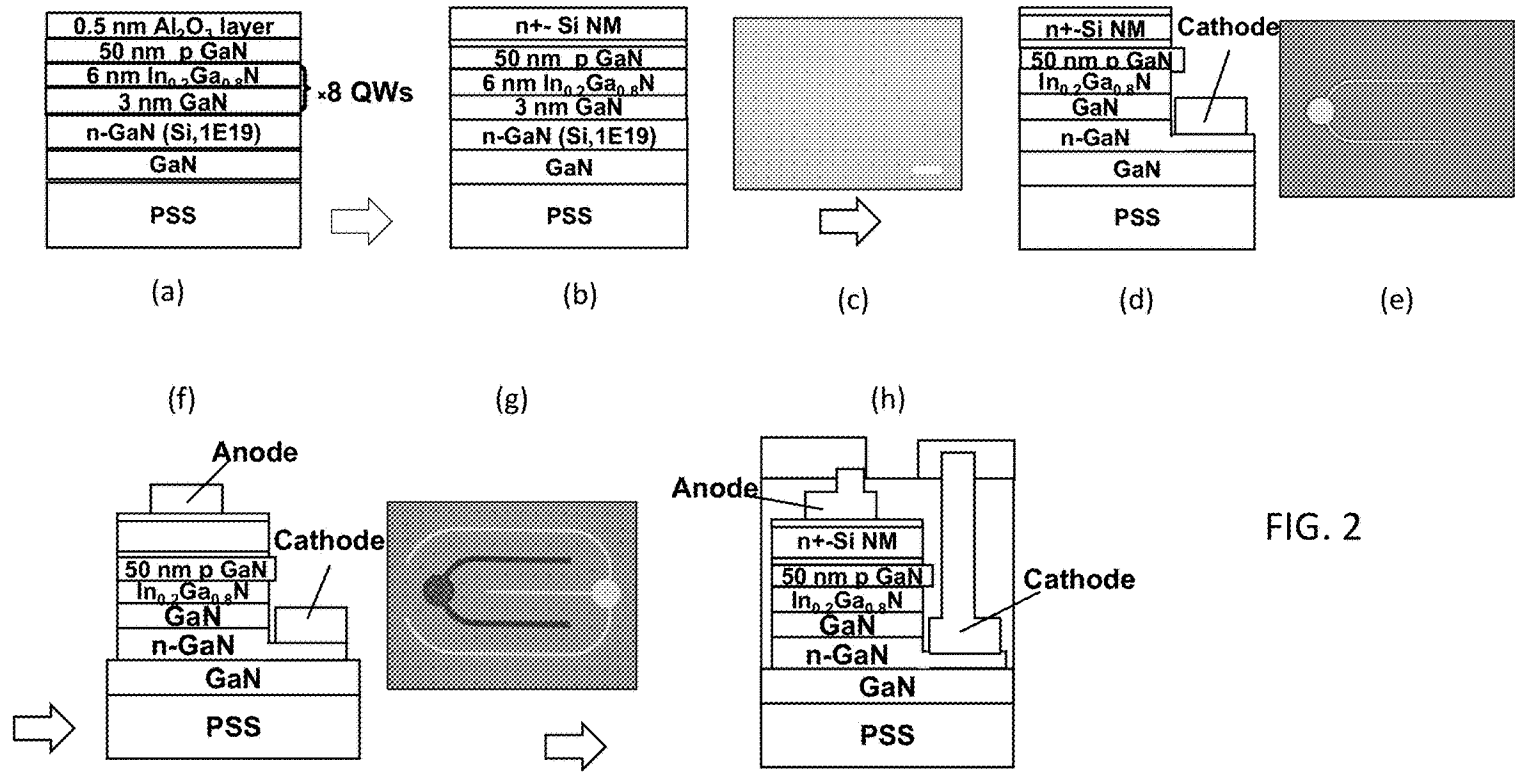 0.5 nm Al2O3 layer
50 nm p GaN
6 nm In0.2Ga0.8N
3 nm GaN
×8 QWs
n-GaN (Si,1E19)
GaN
PSS
(a)
n+- Si NM
50 nm p GaN
6 nm In0.2Ga0.8N
3 nm GaN
n-GaN (Si,1E19)
GaN
PSS
(b)
(c)
n+-Si NM
50 nm p GaN
In0.2Ga0.8N
GaN
n-GaN
GaN
PSS
Cathode
(d)
(e)
(f)
Anode
Cathode
50 nm p GaN
In0.2Ga0.8N
GaN
n-GaN
GaN
PSS
(g)
(h)
Anode
n+-Si NM
50 nm p GaN
In0.2Ga0.8N
GaN
n-GaN
GaN
PSS
Cathode
FIG. 2